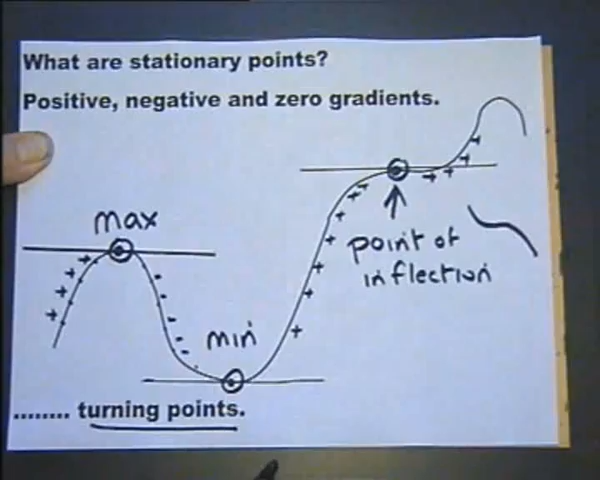 What are stationary points?
Positive, negative and zero gradients.
max
point of
inflection
min
........ turning points.